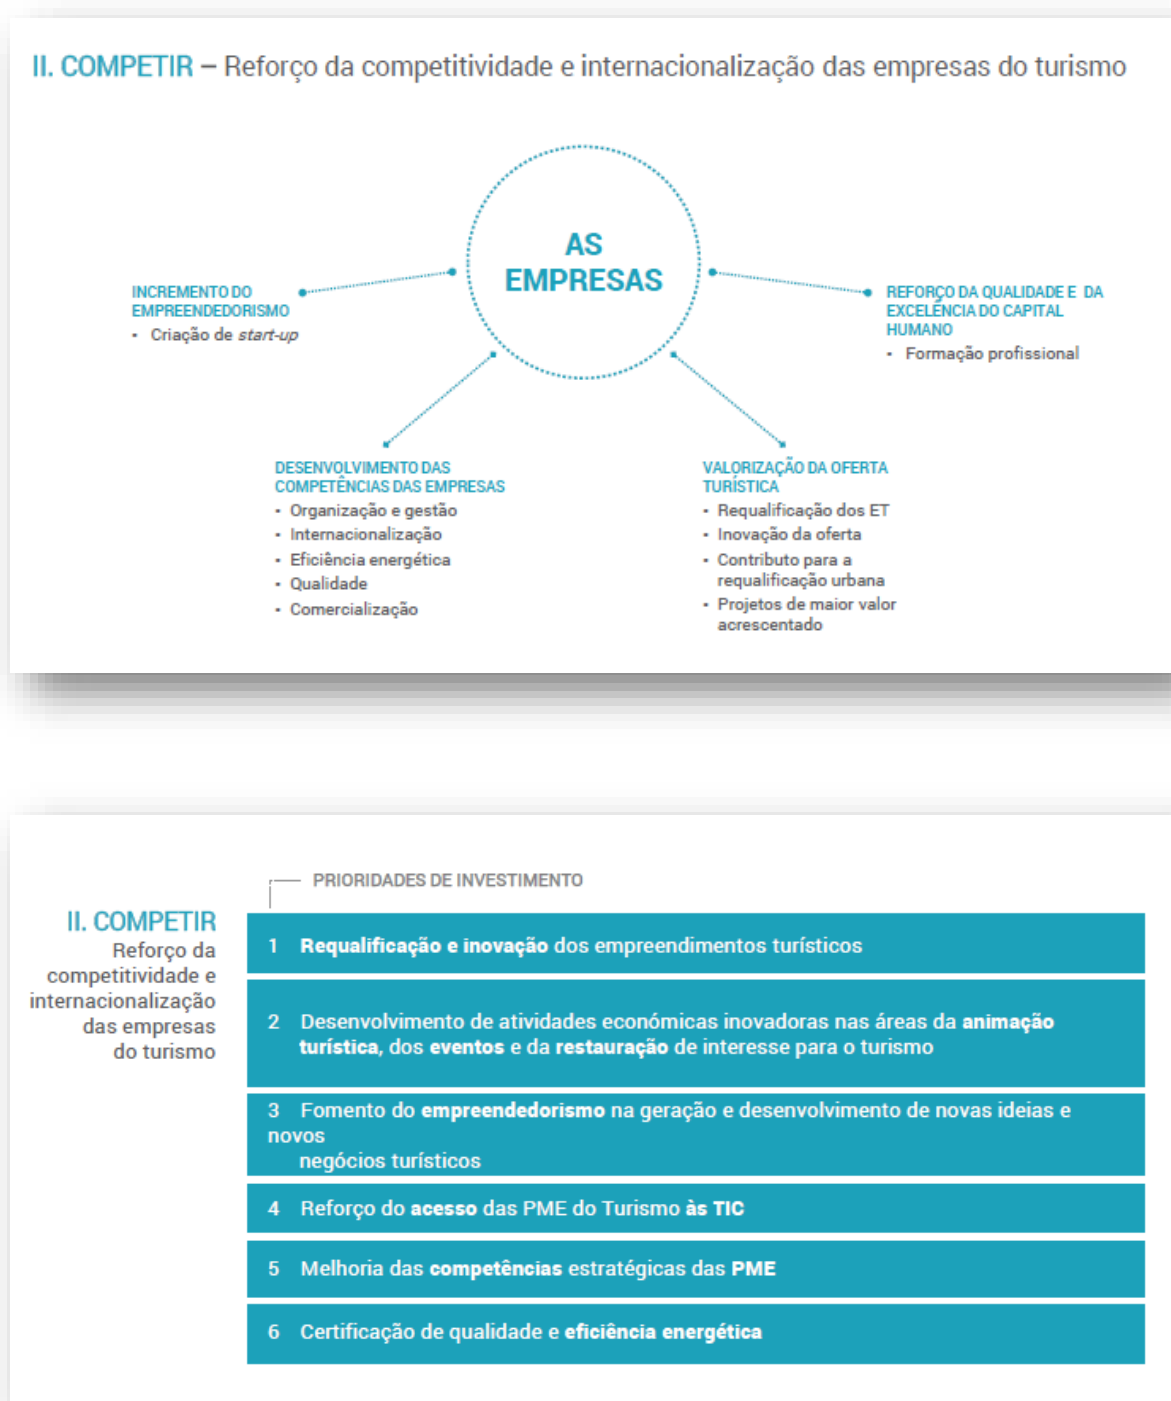 II. COMPETIR – Reforço da competitividade e internacionalização das empresas do turismo
AS
EMPRESAS
INCREMENTO DO
EMPREENDEDORISMO
• Criação de start-up
REFORÇO DA QUALIDADE E DA
EXCELÊNCIA DO CAPITAL
HUMANO
• Formação profissional
DESENVOLVIMENTO DAS
COMPETÊNCIAS DAS EMPRESAS
• Organização e gestão
• Internacionalização
• Eficiência energética
• Qualidade
• Comercialização
VALORIZAÇÃO DA OFERTA
TURÍSTICA
• Requalificação dos ET
• Inovação da oferta
• Contributo para a
requalificação urbana
• Projetos de maior valor
acrescentado
PRIORIDADES DE INVESTIMENTO
II. COMPETIR
Reforço da
competitividade e
internacionalização
das empresas
do turismo
1 Requalificação e inovação dos empreendimentos turísticos
2 Desenvolvimento de atividades económicas inovadoras nas áreas da animação
turística, dos eventos e da restauração de interesse para o turismo
3 Fomento do empreendedorismo na geração e desenvolvimento de novas ideias e
novos
negócios turísticos
4 Reforço do acesso das PME do Turismo às TIC
5 Melhoria das competências estratégicas das PME
6 Certificação de qualidade e eficiência energética